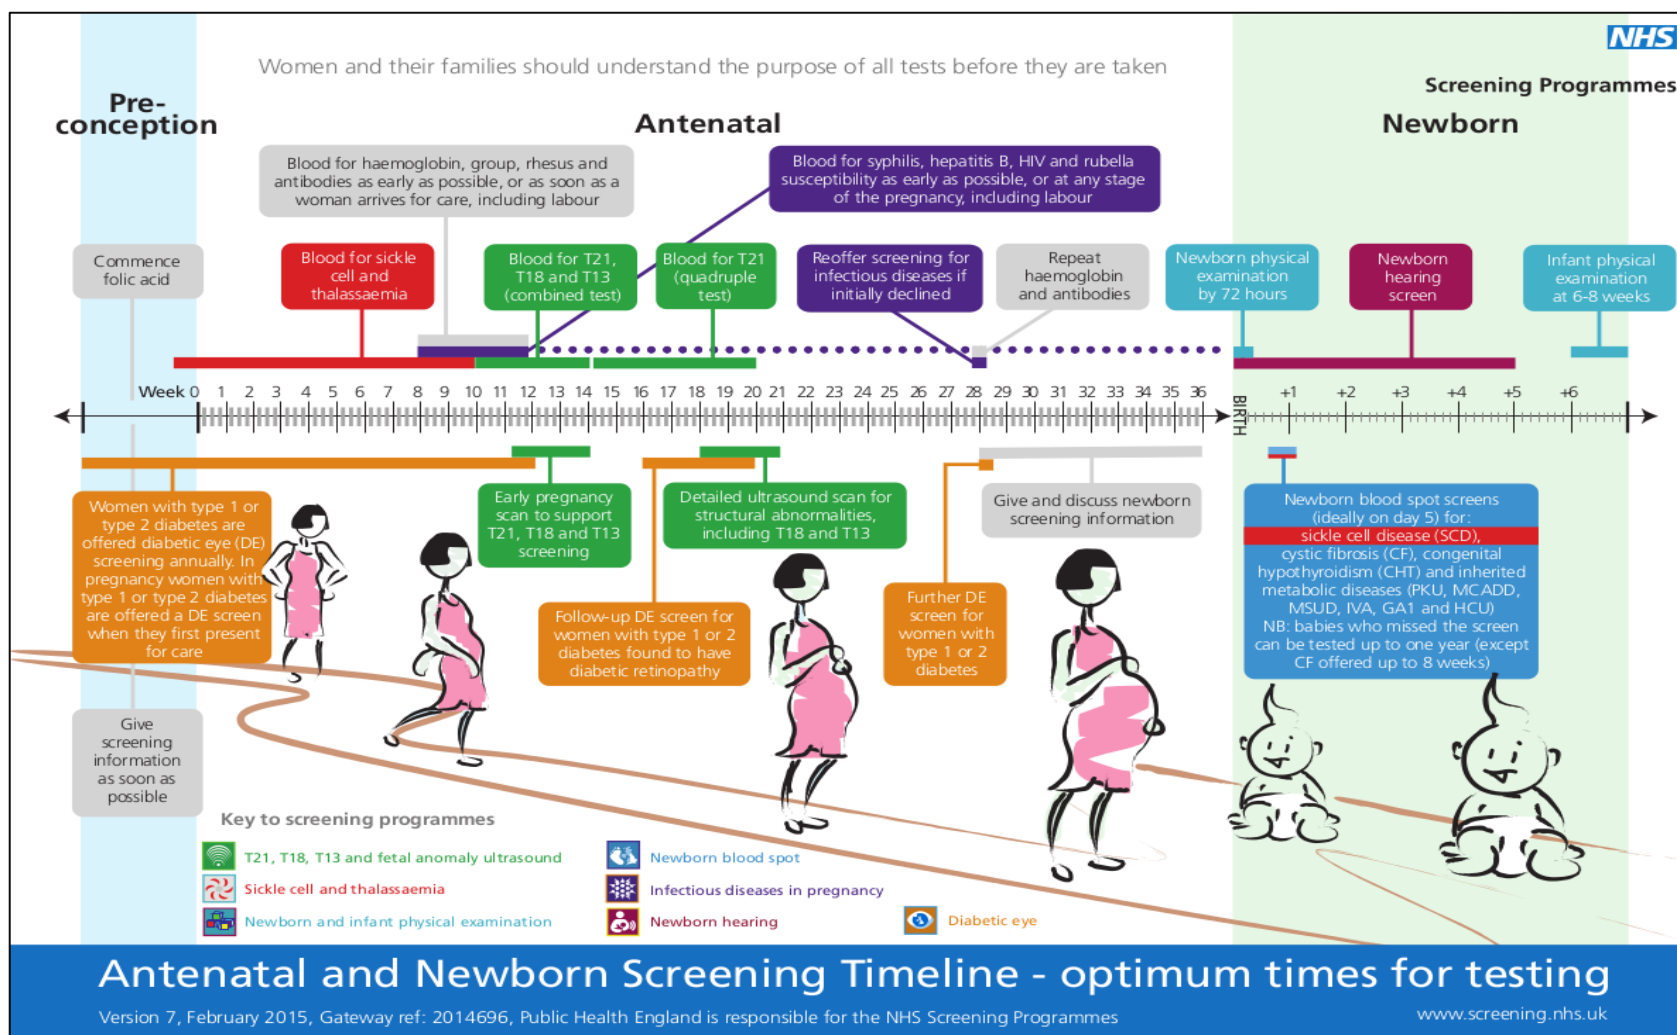 NHS
Women and their families should understand the purpose of all tests before they are taken
Screening Programmes
Pre-
conception
Antenatal
Newborn
Blood for haemoglobin, group, rhesus and
antibodies as early as possible, or as soon as a
woman arrives for care, including labour
Blood for syphilis, hepatitis B, HIV and rubella
susceptibility as early as possible, or at any stage
of the pregnancy, including labour
Commence
folic acid
Blood for sickle
cell and
thalassaemia
Blood for T21,
T18 and T13
(combined test)
Blood for T21
(quadruple
test)
Reoffer screening for
infectious diseases if
initially declined
Repeat
haemoglobin
and antibodies
Newborn physical
examination
by 72 hours
Newborn
hearing
screen
Infant physical
examination
at 6-8 weeks
Week 0 1 2 3 4 5 6 7 8 9 10 11 12 13 14 15 16 17 18 19 20 21 22 23 24 25 26 27 28 29 30 31 32 33 34 35 36 BIRTH +1 +2 +3 +4 +5 +6
Women with type 1 or
type 2 diabetes are
offered diabetic eye (DE)
screening annually. In
pregnancy women with
type 1 or type 2 diabetes
are offered a DE screen
when they first present
for care
Early pregnancy
scan to support
T21, T18 and T13
screening
Detailed ultrasound scan for
structural abnormalities,
including T18 and T13
Give and discuss newborn
screening information
Newborn blood spot screens
(ideally on day 5) for:
sickle cell disease (SCD),
cystic fibrosis (CF), congenital
hypothyroidism (CHT) and inherited
metabolic diseases (PKU, MCADD,
MSUD, IVA, GA1 and HCU)
NB: babies who missed the screen
can be tested up to one year (except
CF offered up to 8 weeks)
Follow-up DE screen for
women with type 1 or 2
diabetes found to have
diabetic retinopathy
Further DE
screen for
women with
type 1 or 2
diabetes
Give
screening
information
as soon as
possible
Key to screening programmes
T21, T18, T13 and fetal anomaly ultrasound
Sickle cell and thalassaemia
Newborn and infant physical examination
Newborn blood spot
Infectious diseases in pregnancy
Newborn hearing
Diabetic eye
Antenatal and Newborn Screening Timeline - optimum times for testing
Version 7, February 2015, Gateway ref: 2014696, Public Health England is responsible for the NHS Screening Programmes
www.screening.nhs.uk